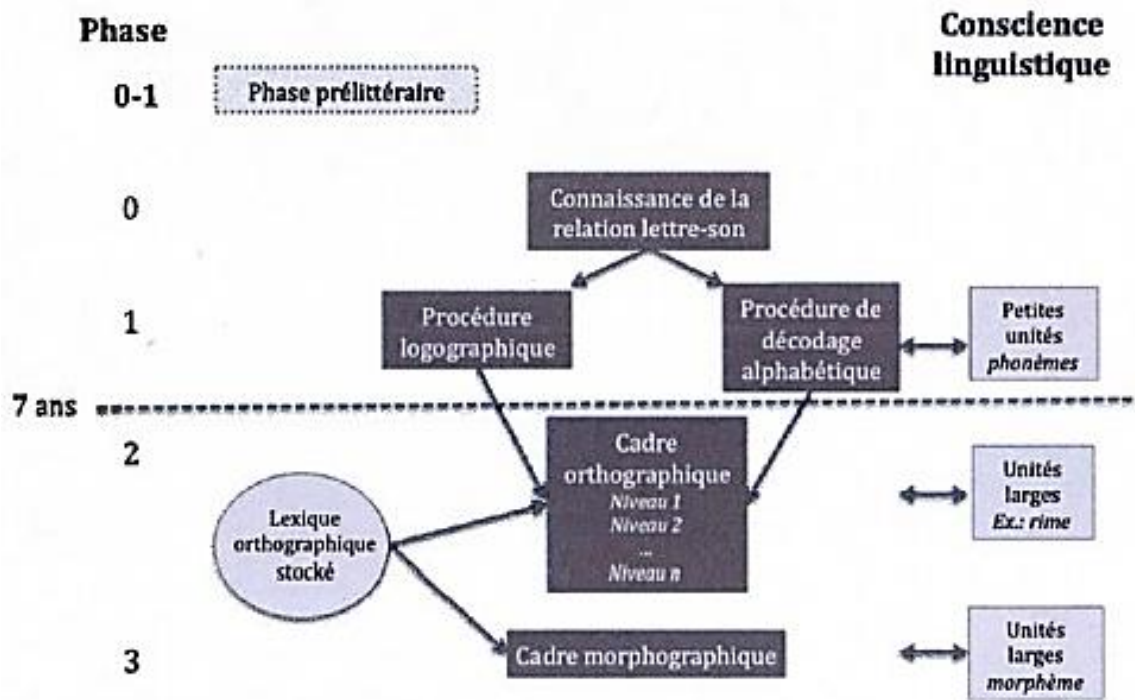 Phase
Conscience
linguistique
0-1
Phase prélittéraire
0
Connaissance de la
relation lettre-son
1
Procédure
logographique
Procédure de
décodage
alphabétique
Petites
unités
phonèmes
7 ans
2
Cadre
orthographique
Niveau 1
Niveau 2
...
Niveau n
Unités
larges
Ex.: rime
Lexique
orthographique
stocké
3
Cadre morphographique
Unités
larges
morphème